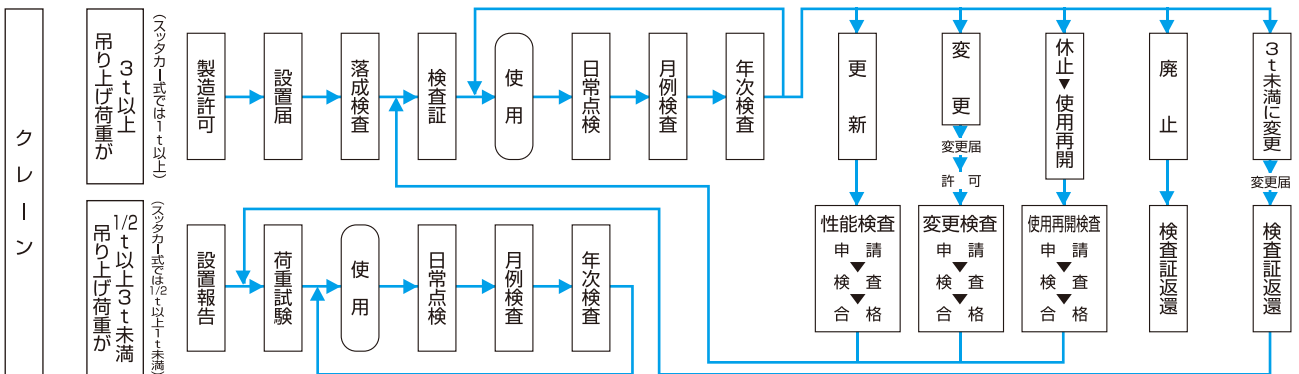 クレーン
吊り上げ荷重が
3t以上
(スッタカー式では1t以上)
製造許可
設置届
落成検査
検査証
使用
日常点検
月例検査
年次検査
更新
変更
変更届
許可
休止▼使用再開
廃止
3t未満に変更
変更届
性能検査
申請
▼
検査
▼
合格
変更検査
申請
▼
検査
▼
合格
使用再開検査
申請
▼
検査
▼
合格
検査証返還
検査証返還
吊り上げ荷重が
1/2t以上3t未満
(スッタカー式では1/2t以上1t未満)
設置報告
荷重試験
使用
日常点検
月例検査
年次検査